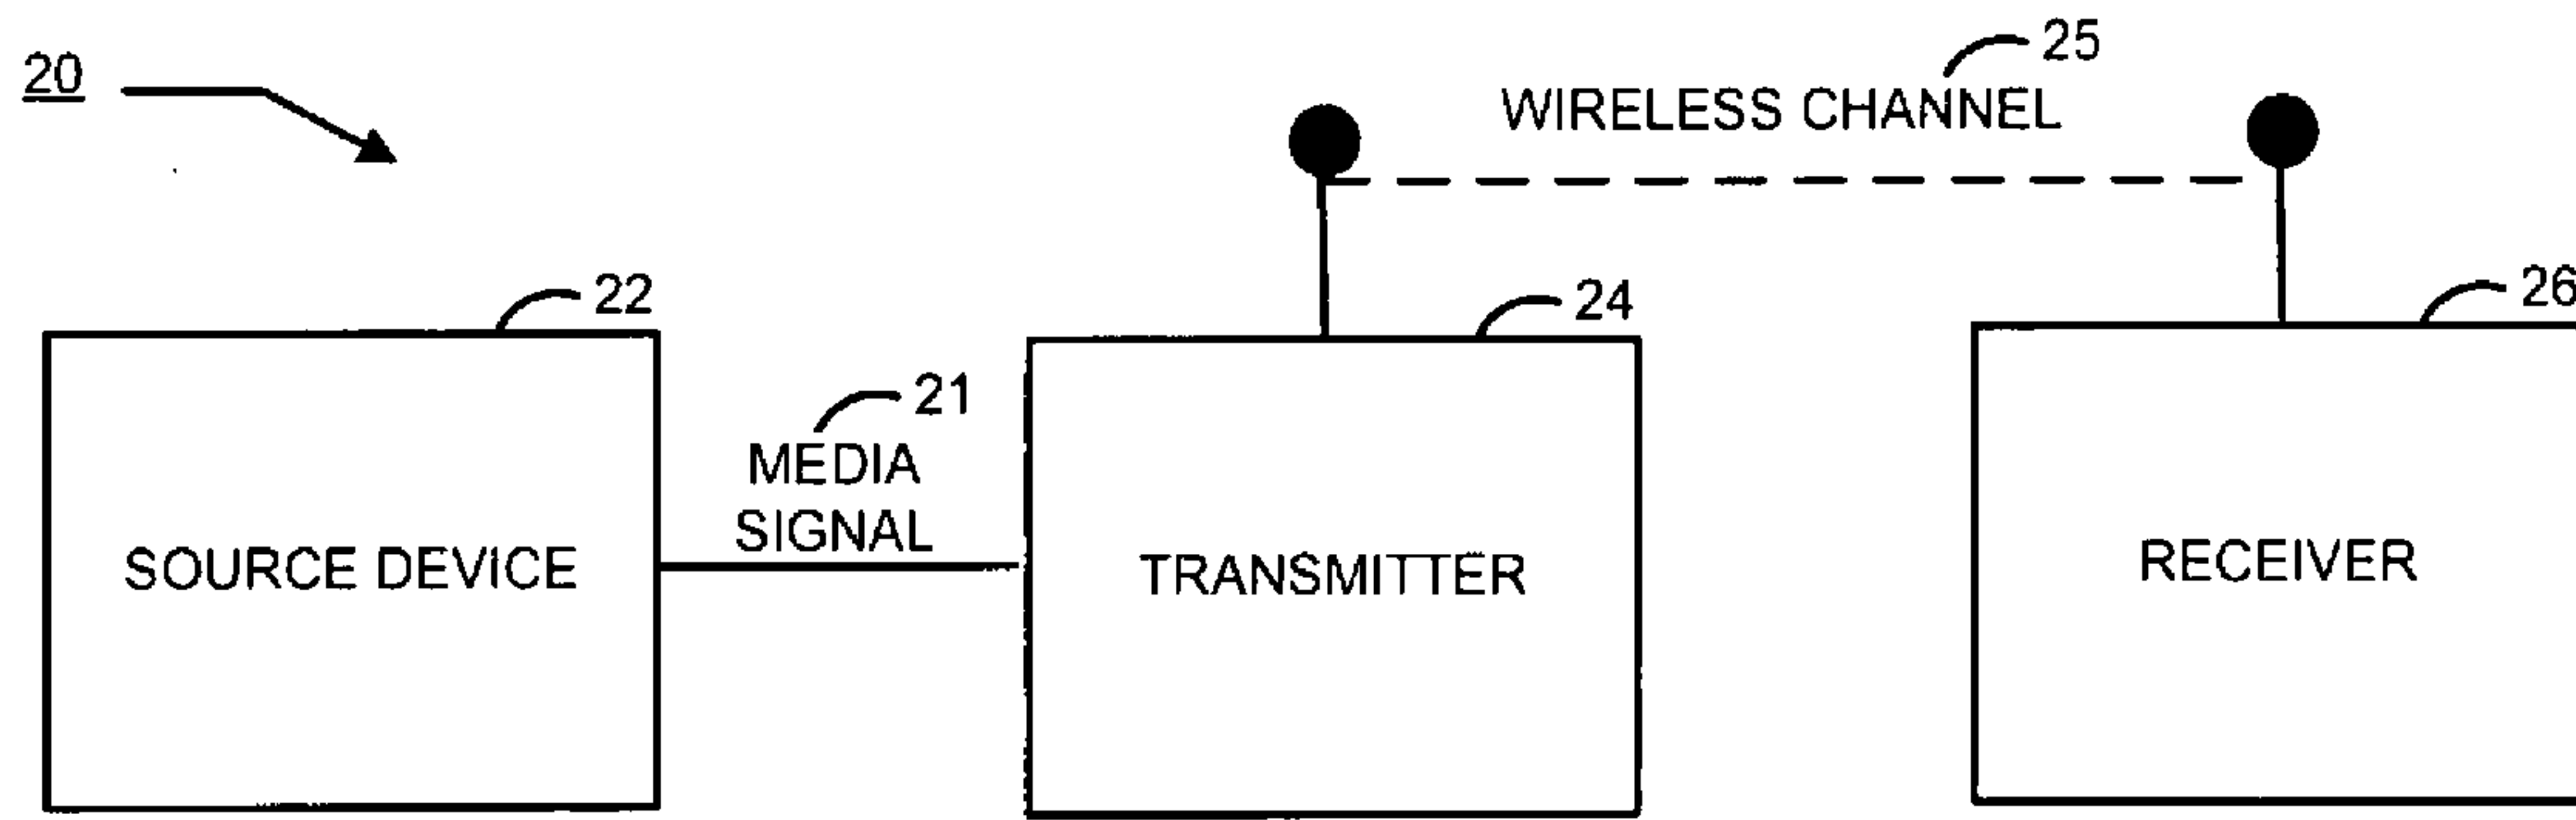 20
25
WIRELESS CHANNEL
22
24
26
21
MEDIA
SIGNAL
SOURCE DEVICE
TRANSMITTER
RECEIVER